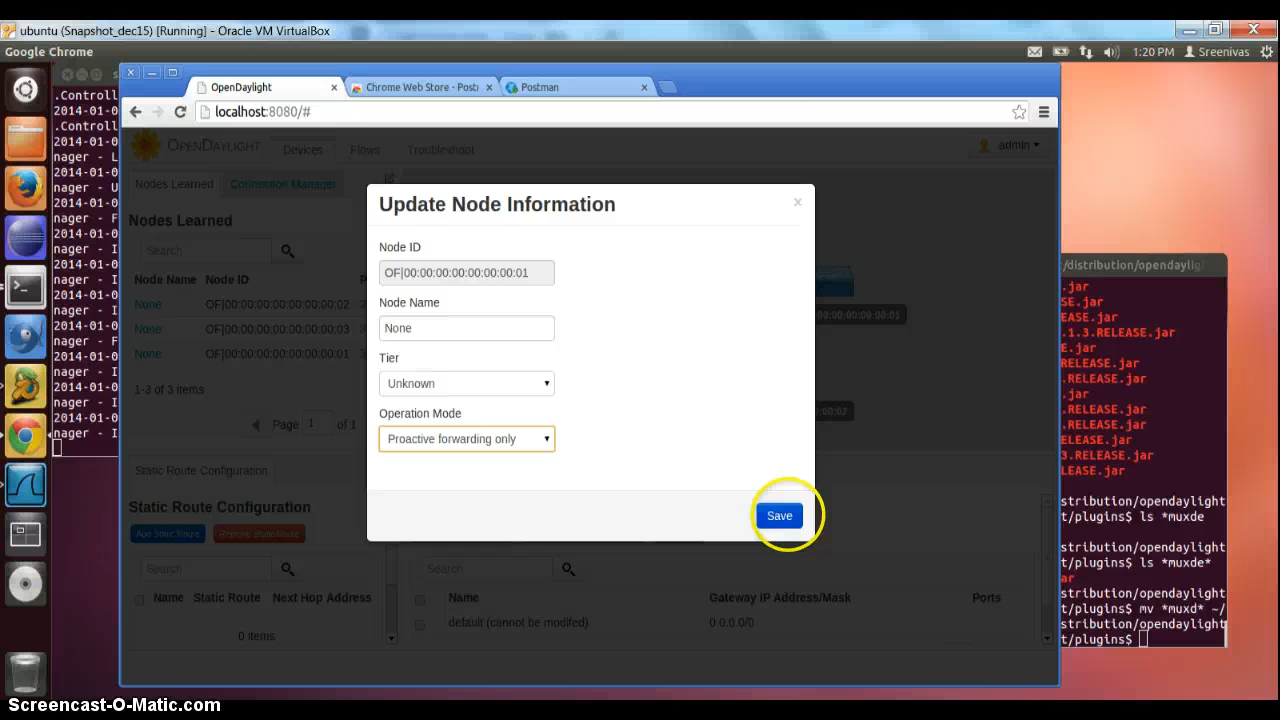 ubuntu (Snapshot_dec15) [Running] - Oracle VM VirtualBox
Google Chrome
1:20 PM Sreenivas
OpenDaylight
Chrome Web Store - Post
Postman
localhost:8080/#
OpenDaylight
Devices
Flows
Troubleshoot
admin
Nodes Learned
Connection Manager
Nodes Learned
Search
Node Name Node ID
None OF|00:00:00:00:00:00:00:02
None OF|00:00:00:00:00:00:00:03
None OF|00:00:00:00:00:00:00:01
1-3 of 3 items
Page 1 of 1
Static Route Configuration
Static Route Configuration
Add Static Route
Remove Static Route
Search
Name Static Route Next Hop Address
0 items
Update Node Information
×
Node ID
OF|00:00:00:00:00:00:00:01
Node Name
None
Tier
Unknown
Operation Mode
Proactive forwarding only
Save
00:00:00:00:00:01
00:02
Search
Name Gateway IP Address/Mask Ports
default (cannot be modifed) 0.0.0.0/0
.Controll
2014-01-0
.Controll
2014-01-0
nager - L
2014-01-0
nager - U
2014-01-0
nager - F
2014-01-0
nager - I
2014-01-0
nager - I
2014-01-0
nager - I
2014-01-0
nager - F
2014-01-0
nager - I
2014-01-0
nager - I
2014-01-0
nager - I
/distribution/opendaylig
.jar
SE.jar
EASE.jar
.1.3.RELEASE.jar
E.jar
RELEASE.jar
.RELEASE.jar
.jar
.RELEASE.jar
.RELEASE.jar
ELEASE.jar
3.RELEASE.jar
LEASE.jar
stribution/opendaylight
t/plugins$ ls *muxde
stribution/opendaylight
t/plugins$ ls *muxde*
ar
stribution/opendaylight
t/plugins$ mv *muxd* ~/
stribution/opendaylight
t/plugins$
Screencast-O-Matic.com